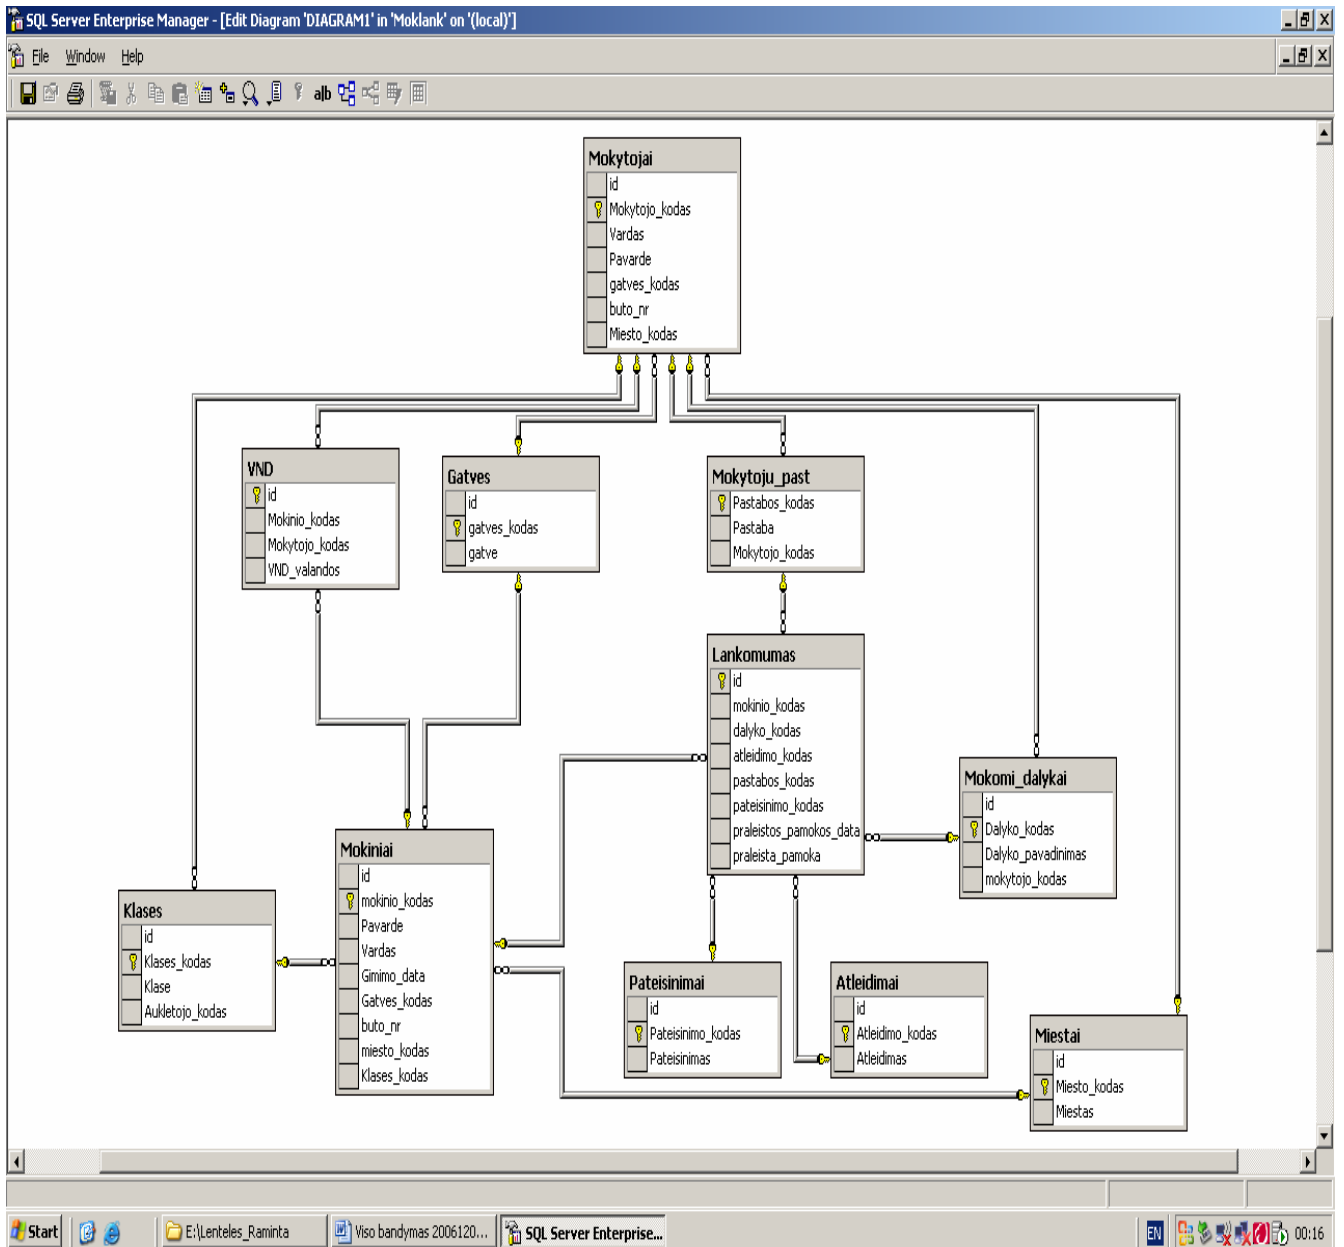 SQL Server Enterprise Manager - [Edit Diagram 'DIAGRAM1' in 'Moklank' on '(local)']
File Window Help
a|b
Mokytojai
id
Mokytojo_kodas
Vardas
Pavarde
gatves_kodas
buto_nr
Miesto_kodas
VND
id
Mokinio_kodas
Mokytojo_kodas
VND_valandos
Gatves
id
gatves_kodas
gatve
Mokytoju_past
Pastabos_kodas
Pastaba
Mokytojo_kodas
Lankomumas
id
mokinio_kodas
dalyko_kodas
atleidimo_kodas
pastabos_kodas
pateisinimo_kodas
praleistos_pamokos_data
praleista_pamoka
Mokomi_dalykai
id
Dalyko_kodas
Dalyko_pavadinimas
mokytojo_kodas
Mokiniai
id
mokinio_kodas
Pavarde
Vardas
Gimimo_data
Gatves_kodas
buto_nr
miesto_kodas
Klases_kodas
Klases
id
Klases_kodas
Klase
Aukletojo_kodas
Pateisinimai
id
Pateisinimo_kodas
Pateisinimas
Atleidimai
id
Atleidimo_kodas
Atleidimas
Miestai
id
Miesto_kodas
Miestas
Start
E:\Lenteles_Raminta
Viso bandymas 2006120...
SQL Server Enterprise...
EN
00:16